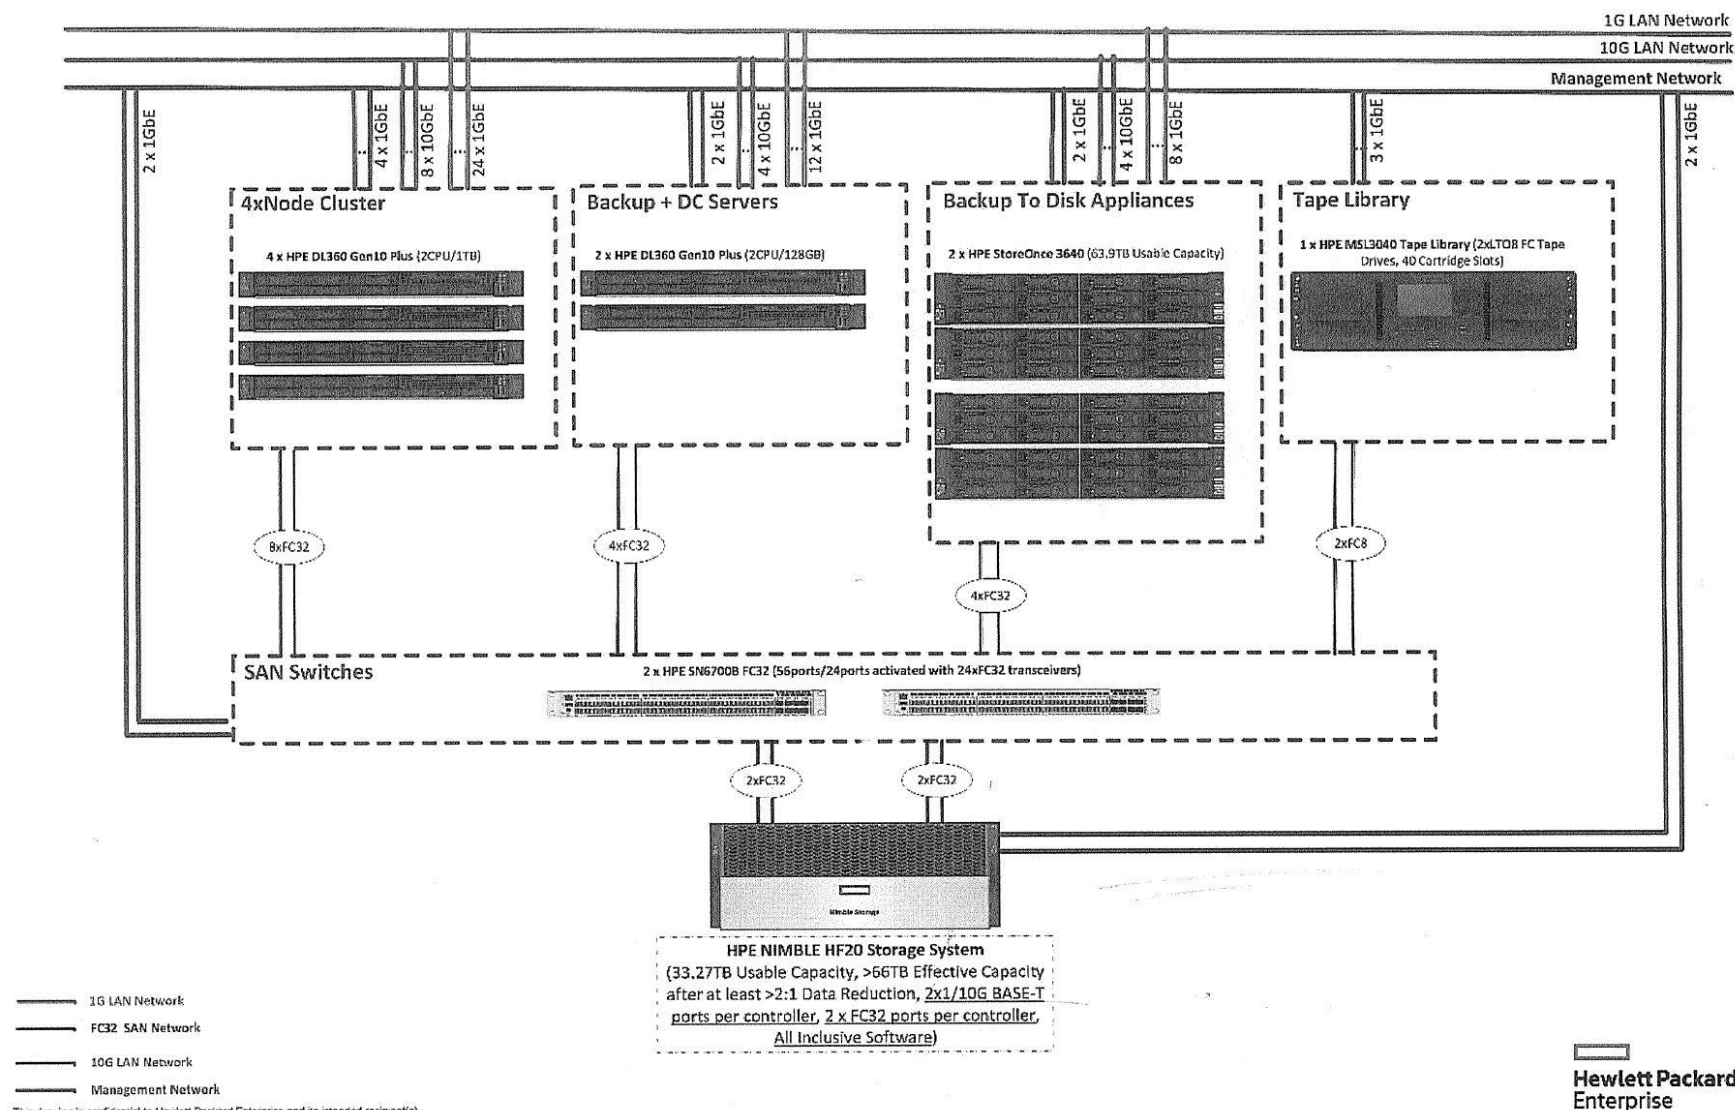 1G LAN Network
10G LAN Network
Management Network
2 x 1GbE
4 x 1GbE
8 x 10GbE
24 x 1GbE
2 x 1GbE
4 x 10GbE
12 x 1GbE
2 x 1GbE
4 x 10GbE
8 x 1GbE
3 x 1GbE
2 x 1GbE
4xNode Cluster
4 x HPE DL360 Gen10 Plus (2CPU/1TB)
Backup + DC Servers
2 x HPE DL360 Gen10 Plus (2CPU/128GB)
Backup To Disk Appliances
2 x HPE StoreOnce 3640 (63.9TB Usable Capacity)
Tape Library
1 x HPE MSL3040 Tape Library (2xLTO8 FC Tape
Drives, 40 Cartridge Slots)
8xFC32
4xFC32
4xFC32
2xFC8
SAN Switches
2 x HPE SN6700B FC32 (56ports/24ports activated with 24xFC32 transceivers)
2xFC32
2xFC32
Nimble Storage
HPE NIMBLE HF20 Storage System
(33.27TB Usable Capacity, >66TB Effective Capacity
after at least >2:1 Data Reduction, 2x1/10G BASE-T
ports per controller, 2 x FC32 ports per controller,
All Inclusive Software)
1G LAN Network
FC32 SAN Network
10G LAN Network
Management Network
Hewlett Packard
Enterprise